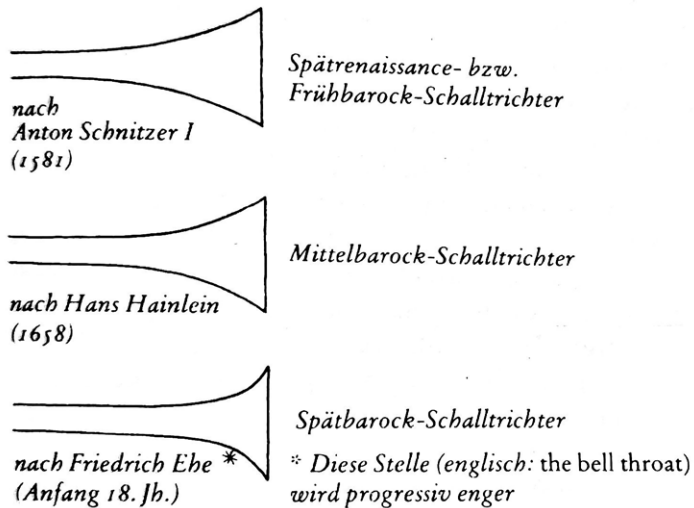 Spätrenaissance- bzw.
Frühbarock-Schalltrichter
nach
Anton Schnitzer I
(1581)
Mittelbarock-Schalltrichter
nach Hans Hainlein
(1658)
Spätbarock-Schalltrichter
nach Friedrich Ehe *
(Anfang 18. Jh.)
* Diese Stelle (englisch: the bell throat)
wird progressiv enger